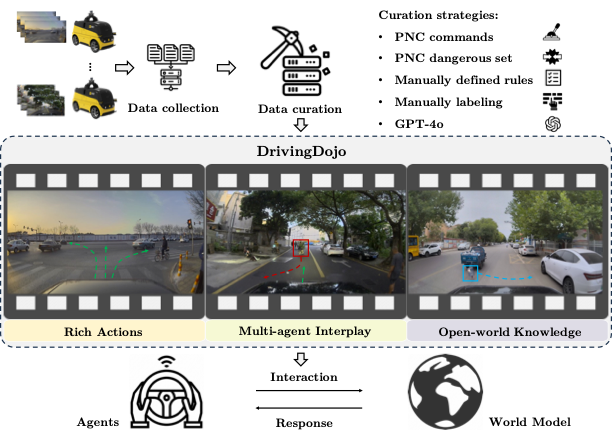 Curation strategies:
• PNC commands
• PNC dangerous set
• Manually defined rules
• Manually labeling
• GPT-4o
Data collection
Data curation
DrivingDojo
Rich Actions
Multi-agent Interplay
Open-world Knowledge
Interaction
Agents
Response
World Model